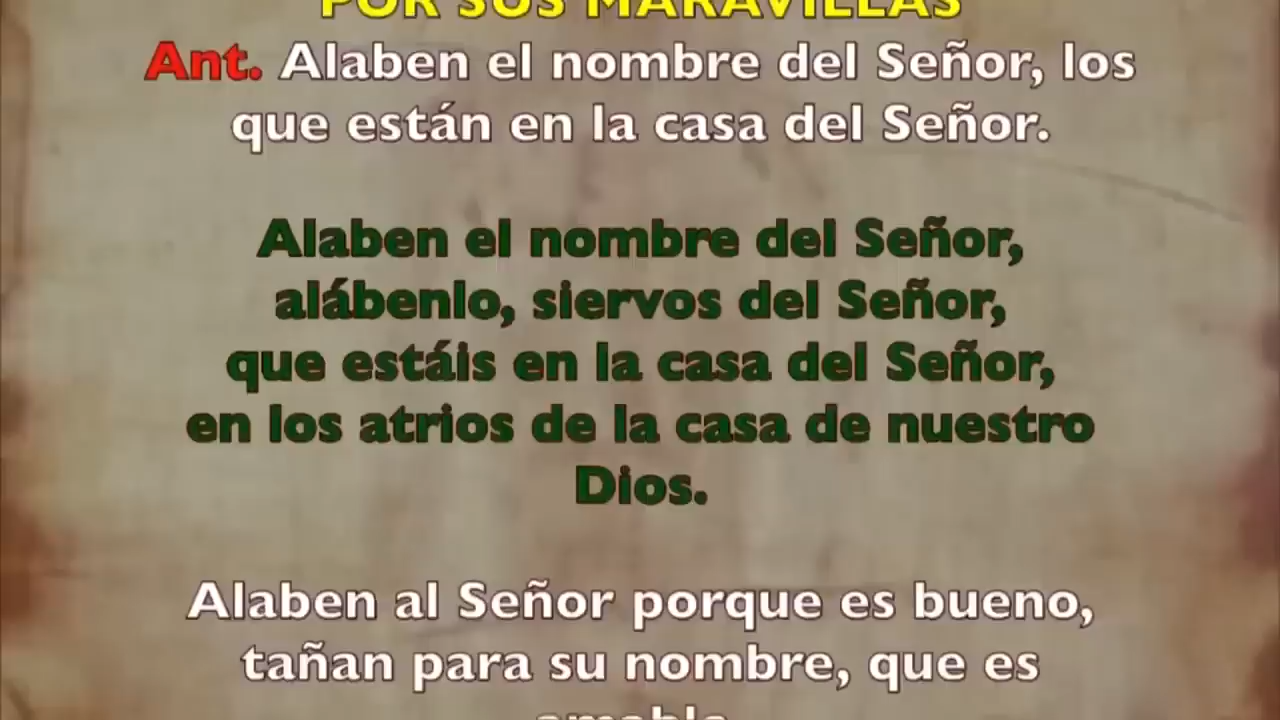 POR SUS MARAVILLAS
Ant. Alaben el nombre del Señor, los
que están en la casa del Señor.
Alaben el nombre del Señor,
alábenlo, siervos del Señor,
que estáis en la casa del Señor,
en los atrios de la casa de nuestro
Dios.
Alaben al Señor porque es bueno,
tañan para su nombre, que es
amable.